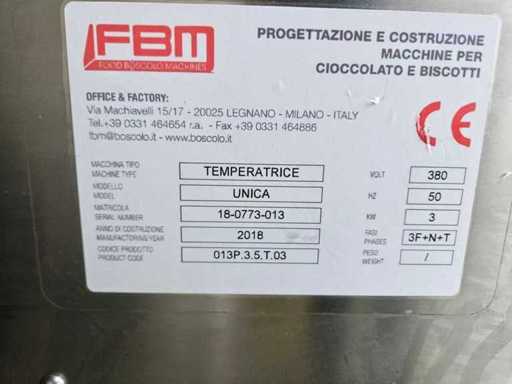 FBM
FOOD BOSCOLO MACHINES
PROGETTAZIONE E COSTRUZIONE
MACCHINE PER
CIOCCOLATO E BISCOTTI
OFFICE & FACTORY:
Via Machiavelli 15/17 - 20025 LEGNANO - MILANO - ITALY
Tel.+39 0331 464654 r.a. - Fax +39 0331 464886
fbm@boscolo.it - www.boscolo.it
CE
MACCHINA TIPO
MACHINE TYPE
TEMPERATRICE
VOLT
380
MODELLO
MODEL
UNICA
HZ
50
MATRICOLA
SERIAL NUMBER
18-0773-013
KW
3
ANNO DI COSTRUZIONE
MANUFACTORING YEAR
2018
FASI
PHASES
3F+N+T
CODICE PRODOTTO
PRODUCT CODE
013P.3.5.T.03
PESO
WEIGHT
/